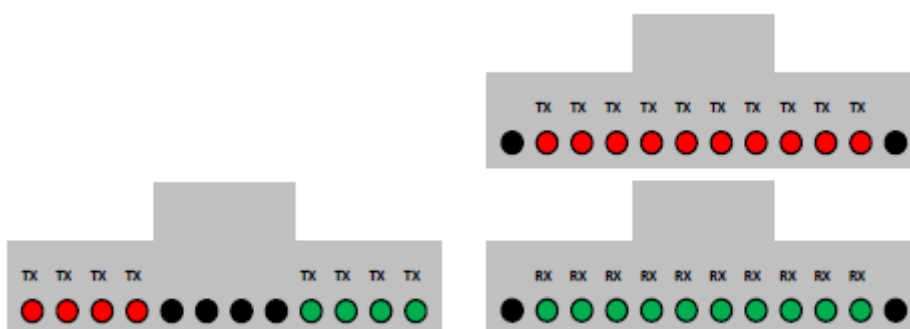 TX TX TX TX TX TX TX TX TX TX
TX TX TX TX TX TX TX TX
RX RX RX RX RX RX RX RX RX RX